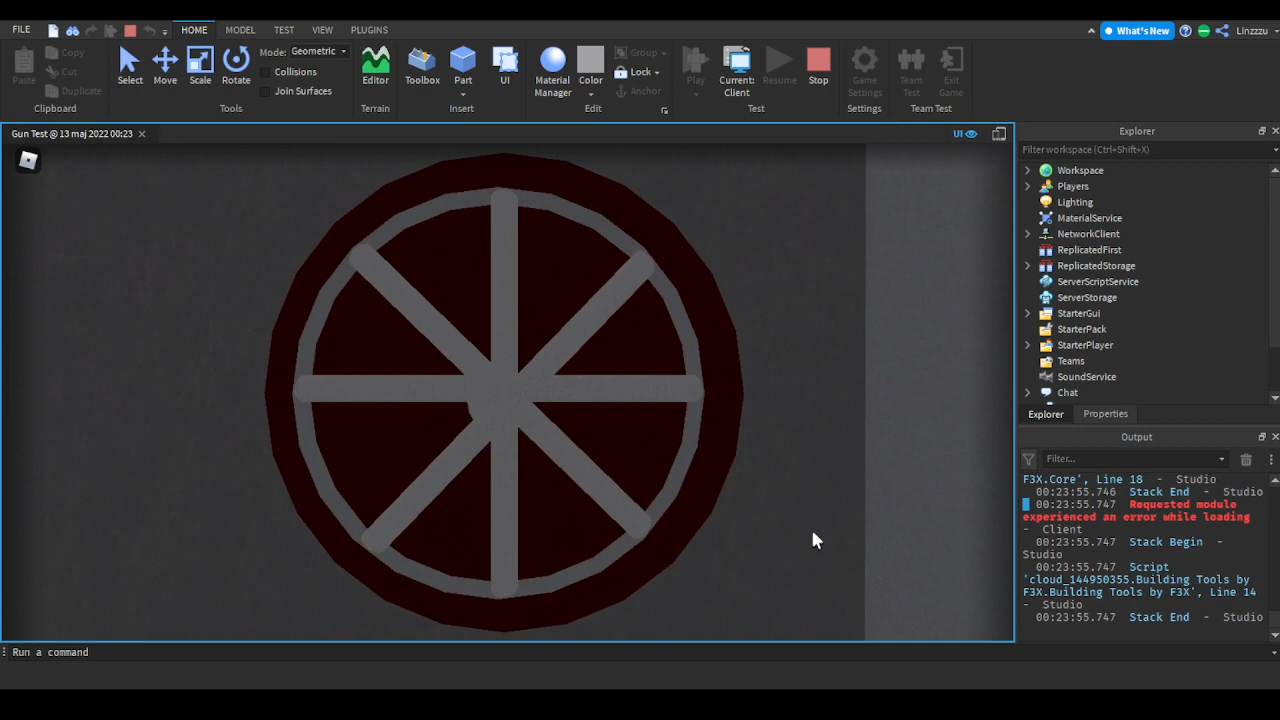 FILE
HOME
MODEL
TEST
VIEW
PLUGINS
What's New
Linzzzu
Paste
Copy
Cut
Duplicate
Clipboard
Select
Move
Scale
Rotate
Mode: Geometric
Collisions
Join Surfaces
Tools
Editor
Terrain
Toolbox
Part
UI
Insert
Material
Manager
Color
Group
Lock
Anchor
Edit
Play
Current:
Client
Resume
Stop
Test
Game
Settings
Settings
Team
Test
Exit
Game
Team Test
Gun Test @ 13 maj 2022 00:23
UI
Explorer
Filter workspace (Ctrl+Shift+X)
Workspace
Players
Lighting
MaterialService
NetworkClient
ReplicatedFirst
ReplicatedStorage
ServerScriptService
ServerStorage
StarterGui
StarterPack
StarterPlayer
Teams
SoundService
Chat
Explorer
Properties
Output
Filter...
F3X.Core', Line 18 - Studio
00:23:55.746 Stack End - Studio
00:23:55.747 Requested module
experienced an error while loading
- Client
00:23:55.747 Stack Begin -
Studio
00:23:55.747 Script
'cloud_144950355.Building Tools by
F3X.Building Tools by F3X', Line 14
- Studio
00:23:55.747 Stack End - Studio
Run a command